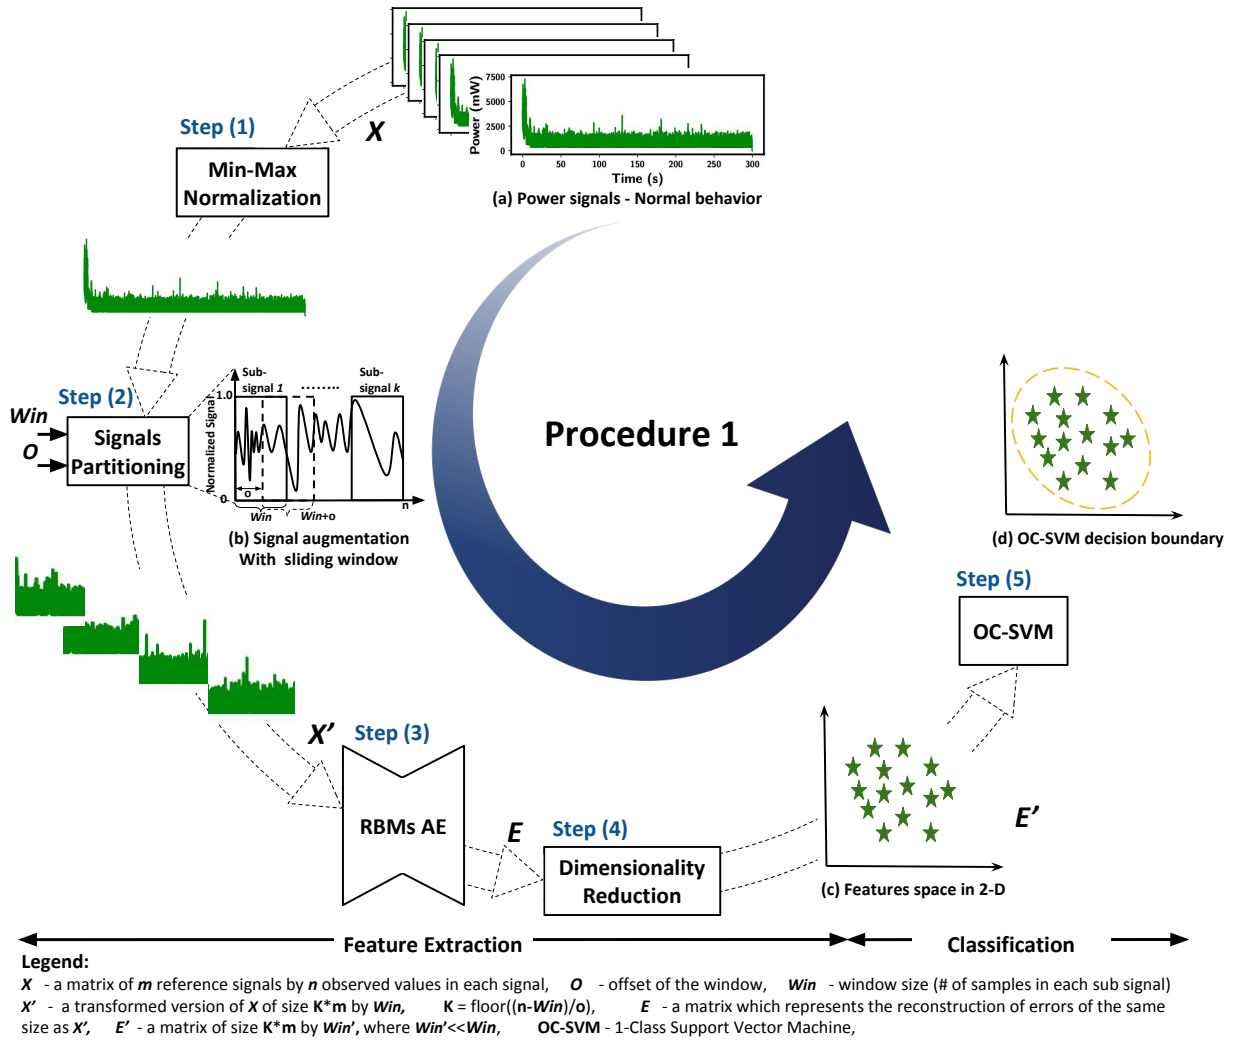 7500
5000
2500
0
Power (mW)
0 50 100 150 200 250 300
Time (s)
(a) Power signals - Normal behavior
X
Step (1)
Min-Max
Normalization
Step (2)
Win
O
Signals
Partitioning
Sub-
signal 1
........
Sub-
signal k
1.0
Normalized Signal
0
o
n
Win
Win+o
(b) Signal augmentation
With sliding window
Procedure 1
X'
Step (3)
RBMs AE
E
Step (4)
Dimensionality
Reduction
E'
(c) Features space in 2-D
Step (5)
OC-SVM
(d) OC-SVM decision boundary
Feature Extraction
Classification
Legend:
X - a matrix of m reference signals by n observed values in each signal, O - offset of the window, Win - window size (# of samples in each sub signal)
X' - a transformed version of X of size K*m by Win, K = floor((n-Win)/o), E - a matrix which represents the reconstruction of errors of the same
size as X', E' - a matrix of size K*m by Win', where Win'<<Win, OC-SVM - 1-Class Support Vector Machine,